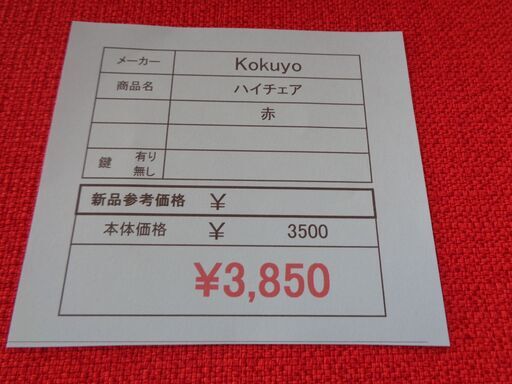 メーカー Kokuyo
商品名 ハイチェア
赤
鍵 有り
無し
新品参考価格 ¥
本体価格 ¥ 3500
¥3,850